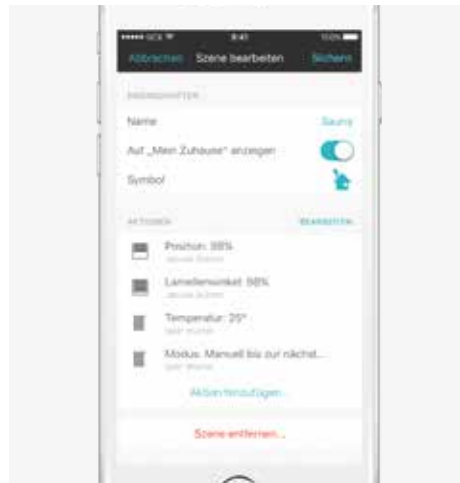 9:41 100%
Abbrechen Szene bearbeiten Sichern
EIGENSCHAFTEN
Name Sauna
Auf „Mein Zuhause“ anzeigen
Symbol
AKTIONEN BEARBEITEN
Position: 98%
Lamellenwinkel: 98%
Temperatur: 25°
Modus: Manuell bis zur nächst...
Aktion hinzufügen...
Szene entfernen...